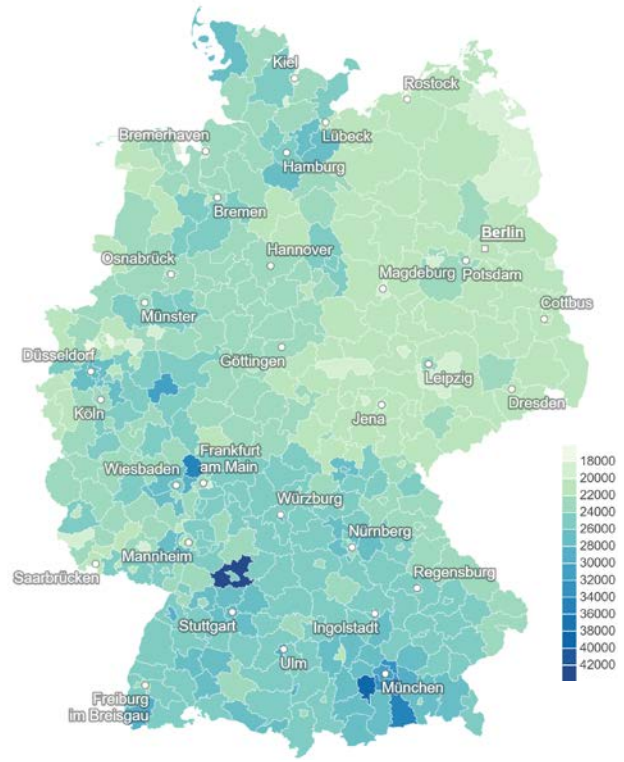 Kiel
Rostock
Lübeck
Bremerhaven
Hamburg
Bremen
Berlin
Hannover
Osnabrück
Magdeburg
Potsdam
Münster
Cottbus
Göttingen
Düsseldorf
Leipzig
Köln
Dresden
Jena
Frankfurt
am Main
Wiesbaden
Würzburg
Nürnberg
Mannheim
Saarbrücken
Regensburg
Stuttgart
Ingolstadt
Ulm
München
Freiburg
im Breisgau
18000
20000
22000
24000
26000
28000
30000
32000
34000
36000
38000
40000
42000